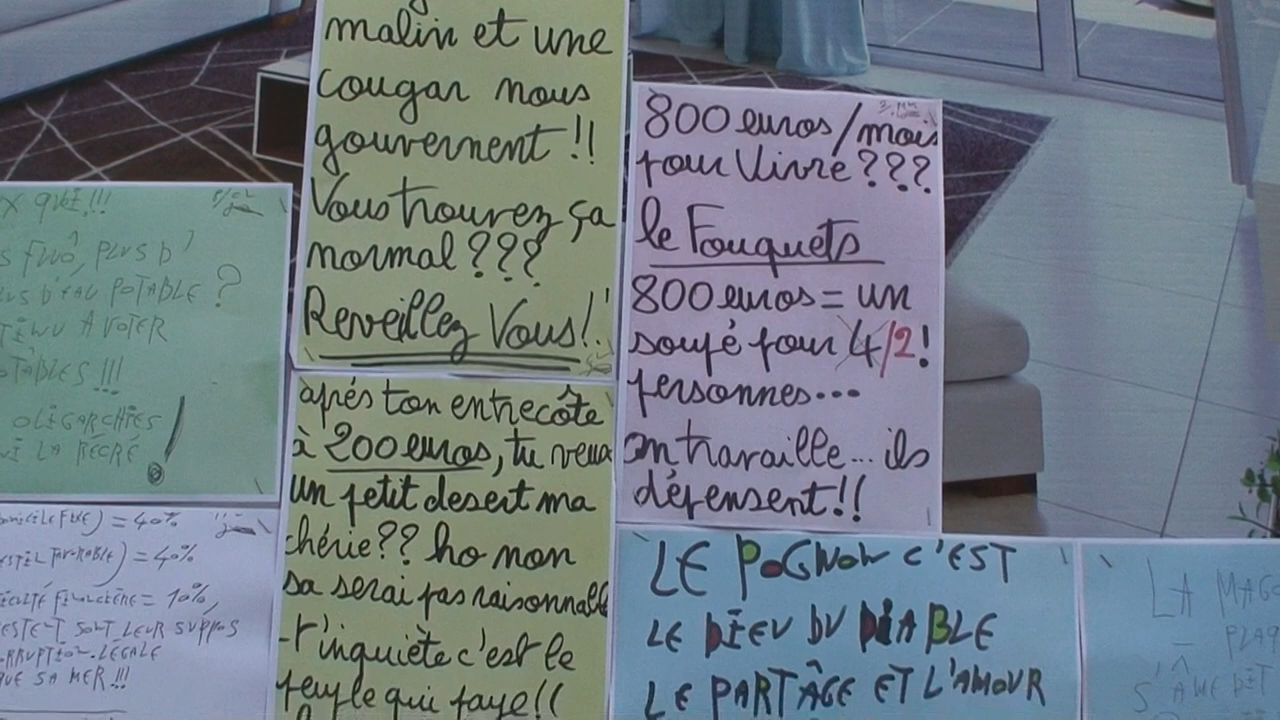 malin et une
cougar nous
gouvernent !!
Vous trouvez ça
normal ???
Reveillez Vous !!
800 euros / mois
pour Vivre ???
le Fouquets
800 euros = un
soupé pour 4/2 !
personnes...
on travaille... ils
dépensent !!
PLUS D'
D'EAU POTABLE ?
A VOTER
OLIGARCHIES
LA RÉCRÉ !
après ton entrecôte
à 200 euros, tu veux
un petit desert ma
chérie ?? ho non
sa serai pas raisonnable
- t'inquiète c'est le
peuple qui paye !!
= 40%
= 40%
= 10%,
SONT LEUR SUPPOS
LEGALE
SA MER !!!
LE POGNON C'EST
LE DIEU DU DIABLE
LE PARTÂGE ET L'AMOUR
LA MAG